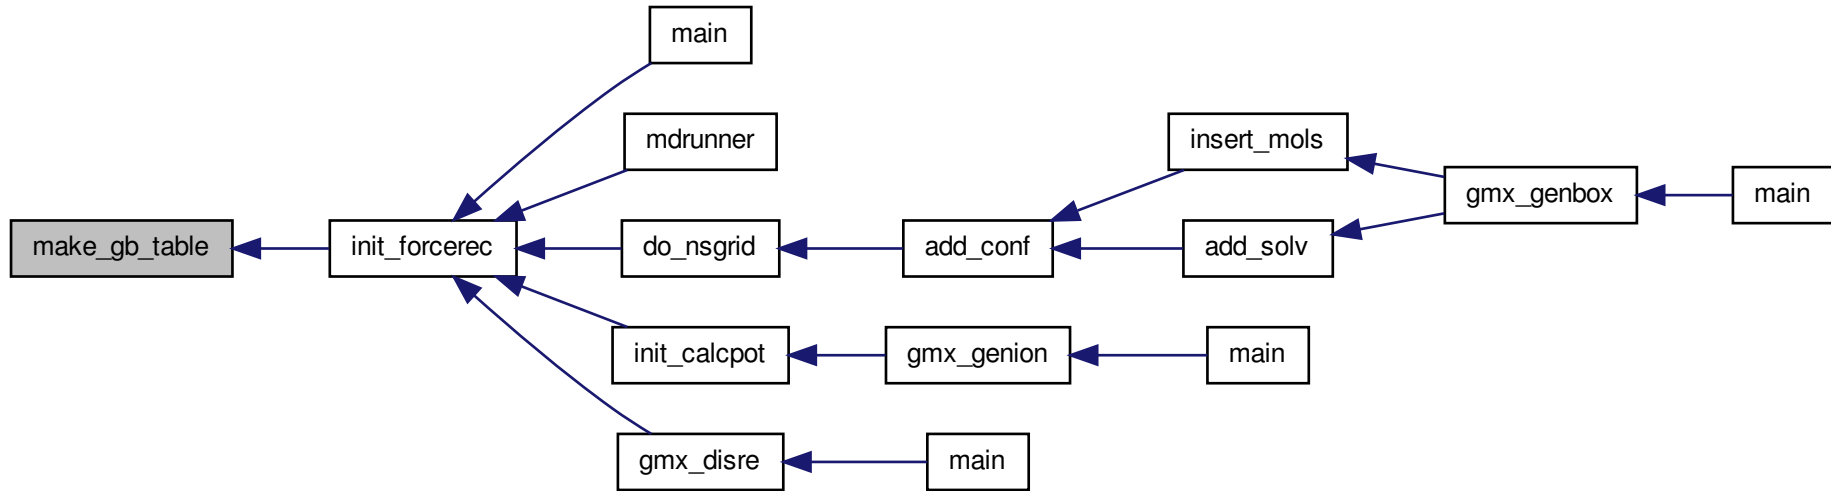 main
mdrunner
insert_mols
gmx_genbox
main
make_gb_table
init_forcerec
do_nsgrid
add_conf
add_solv
init_calcpot
gmx_genion
main
gmx_disre
main